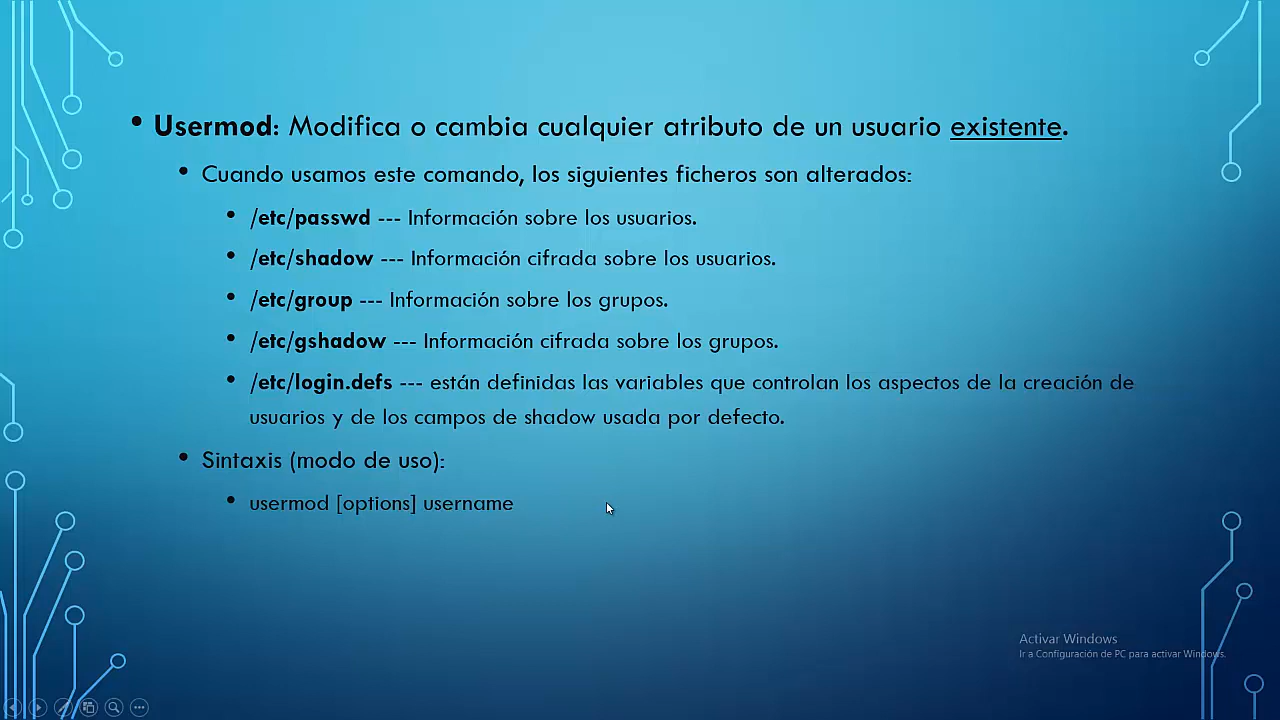 • Usermod: Modifica o cambia cualquier atributo de un usuario existente.
• Cuando usamos este comando, los siguientes ficheros son alterados:
• /etc/passwd --- Información sobre los usuarios.
• /etc/shadow --- Información cifrada sobre los usuarios.
• /etc/group --- Información sobre los grupos.
• /etc/gshadow --- Información cifrada sobre los grupos.
• /etc/login.defs --- están definidas las variables que controlan los aspectos de la creación de
usuarios y de los campos de shadow usada por defecto.
• Sintaxis (modo de uso):
• usermod [options] username
Activar Windows
Ir a Configuración de PC para activar Windows.